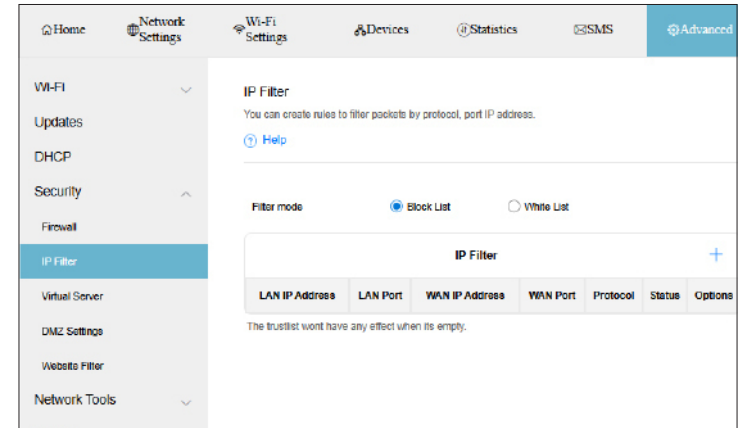 Home
Network
Settings
Wi-Fi
Settings
Devices
Statistics
SMS
Advanced
WI-FI
Updates
DHCP
Security
Firewall
IP Filter
Virtual Server
DMZ Settings
Website Filter
Network Tools
IP Filter
You can create rules to filter packets by protocol, port IP address.
? Help
Filter mode
Block List
White List
IP Filter
+
LAN IP Address LAN Port WAN IP Address WAN Port Protocol Status Options
The trustlist wont have any effect when its empty.